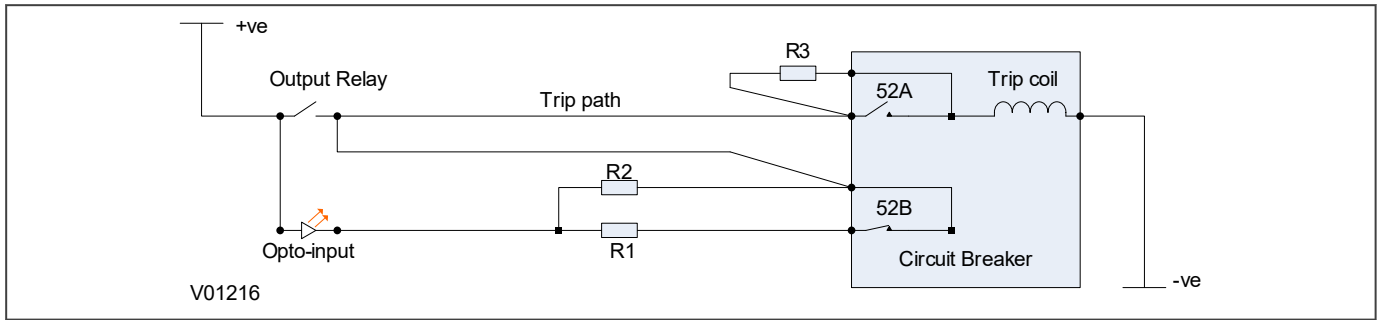 +ve
R3
Output Relay
52A
Trip coil
Trip path
R2
52B
Opto-input
R1
Circuit Breaker
-ve
V01216